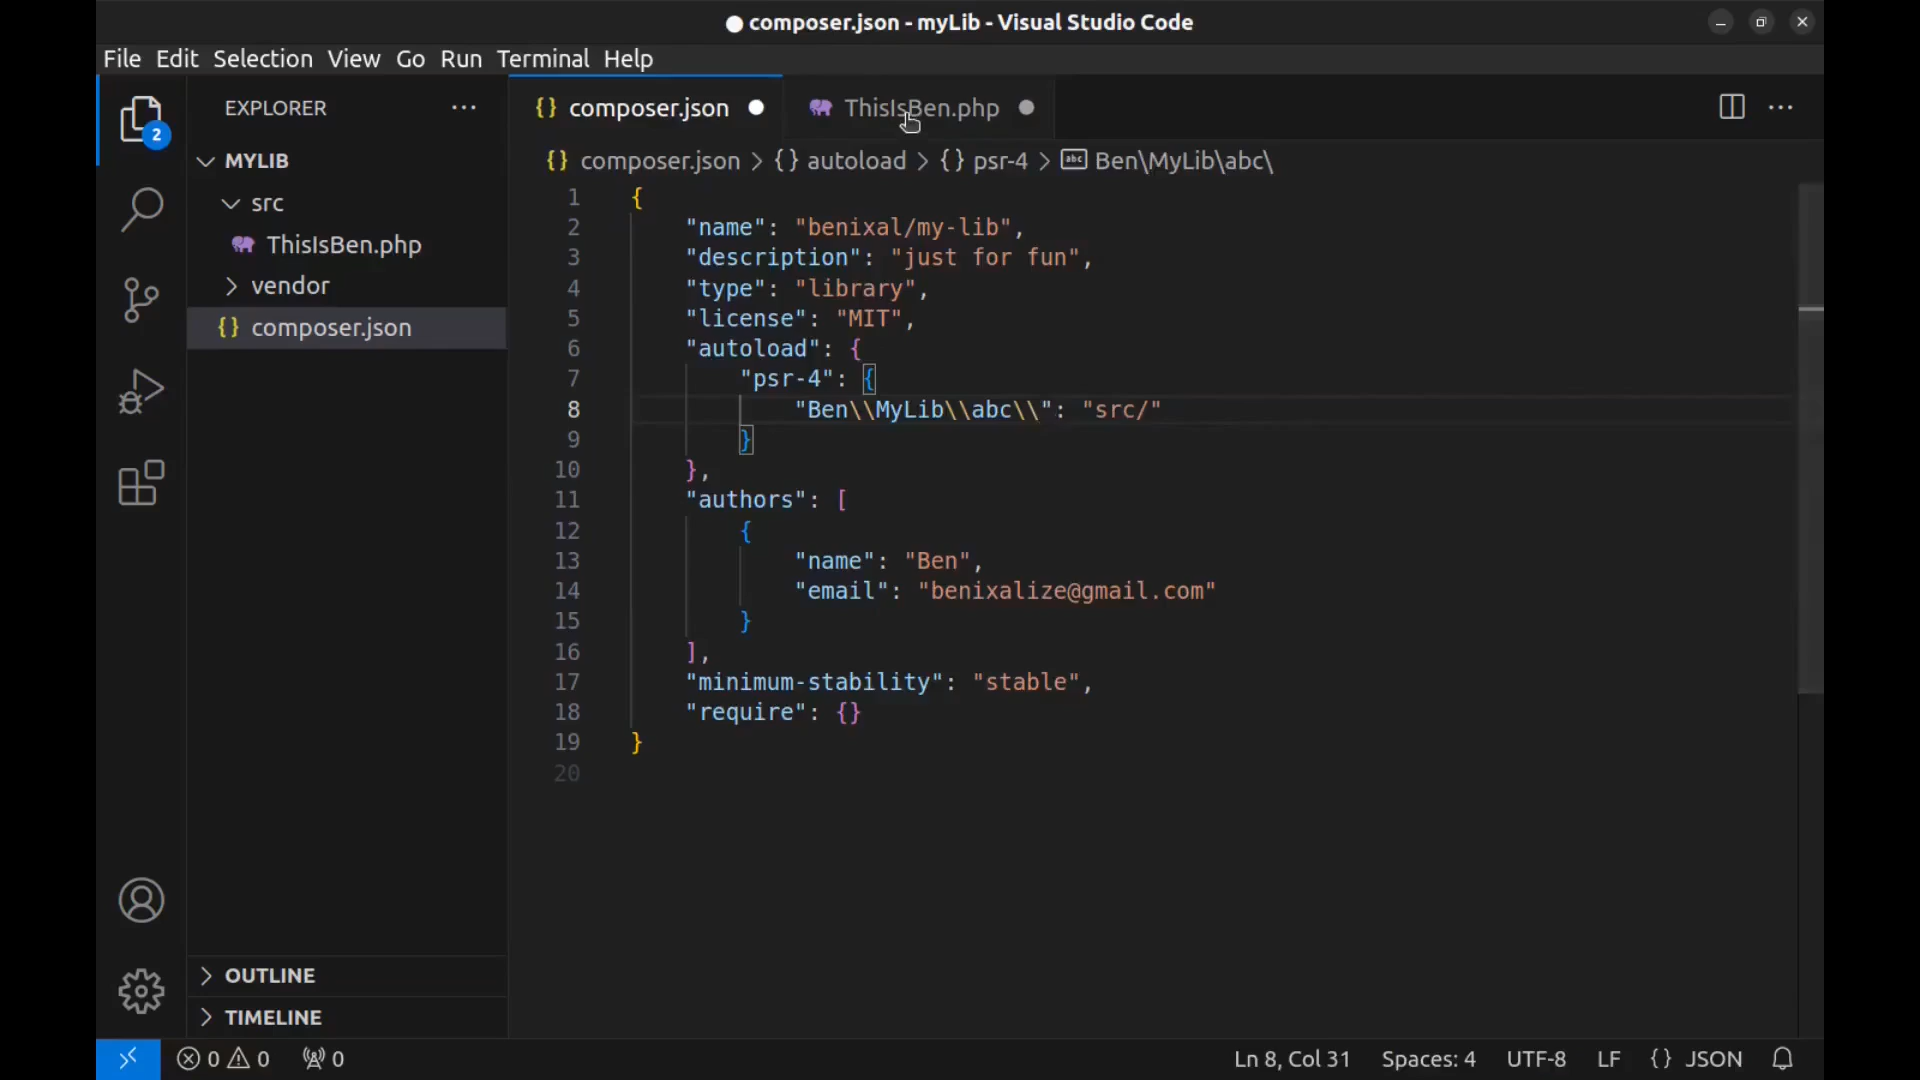 composer.json - myLib - Visual Studio Code
File Edit Selection View Go Run Terminal Help
2
EXPLORER
MYLIB
src
ThisIsBen.php
vendor
{} composer.json
OUTLINE
TIMELINE
{} composer.json
ThisIsBen.php
{} composer.json > {} autoload > {} psr-4 > abc Ben\MyLib\abc\
1 {
2 "name": "benixal/my-lib",
3 "description": "just for fun",
4 "type": "library",
5 "license": "MIT",
6 "autoload": {
7 "psr-4": {
8 "Ben\\MyLib\\abc\\": "src/"
9 }
10 },
11 "authors": [
12 {
13 "name": "Ben",
14 "email": "benixalize@gmail.com"
15 }
16 ],
17 "minimum-stability": "stable",
18 "require": {}
19 }
20
0 0 0 Ln 8, Col 31 Spaces: 4 UTF-8 LF {} JSON